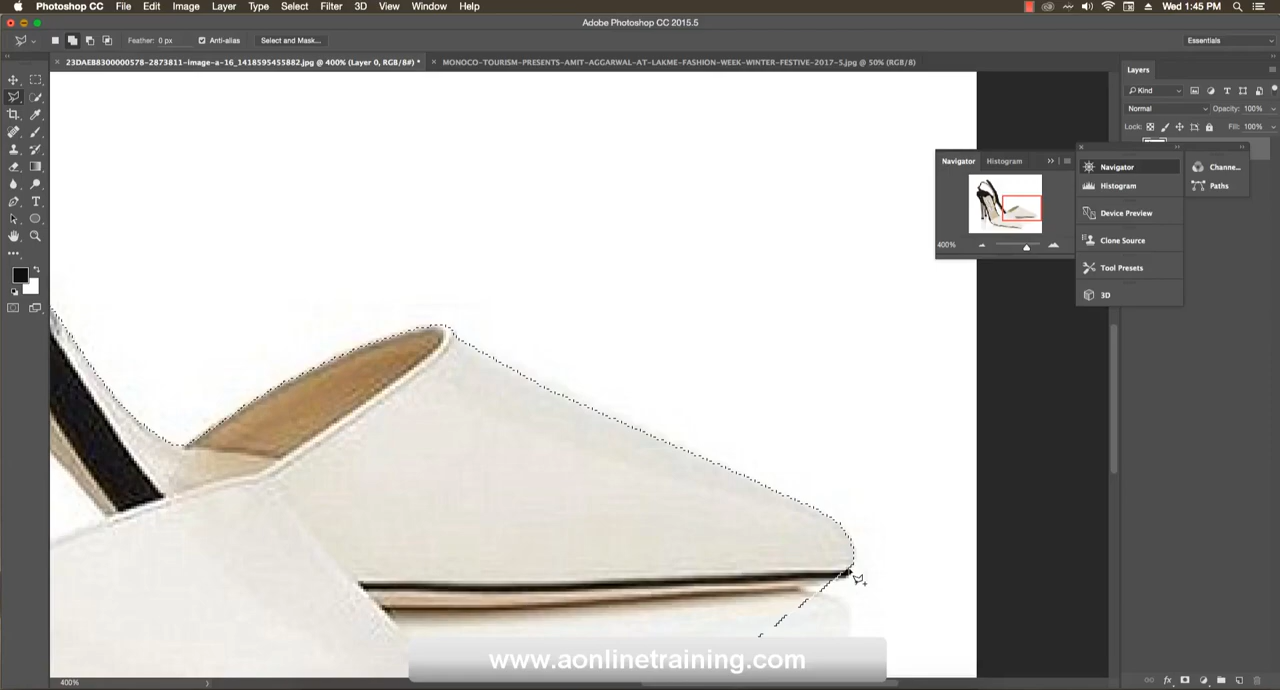 Photoshop CC File Edit Image Layer Type Select Filter 3D View Window Help Wed 1:45 PM
Adobe Photoshop CC 2015.5
Feather: 0 px Anti-alias Select and Mask... Essentials
23DAEB8300000578-2873811-image-a-16_1418595455882.jpg @ 400% (Layer 0, RGB/8#) * MONOCO-TOURISM-PRESENTS-AMIT-AGGARWAL-AT-LAKME-FASHION-WEEK-WINTER-FESTIVE-2017-5.jpg @ 50% (RGB/8)
Layers
Kind
Normal Opacity: 100%
Lock: Fill: 100%
Navigator Histogram
Navigator
Histogram
Device Preview
Clone Source
Tool Presets
3D
Channe...
Paths
400%
www.aonlinetraining.com
400%